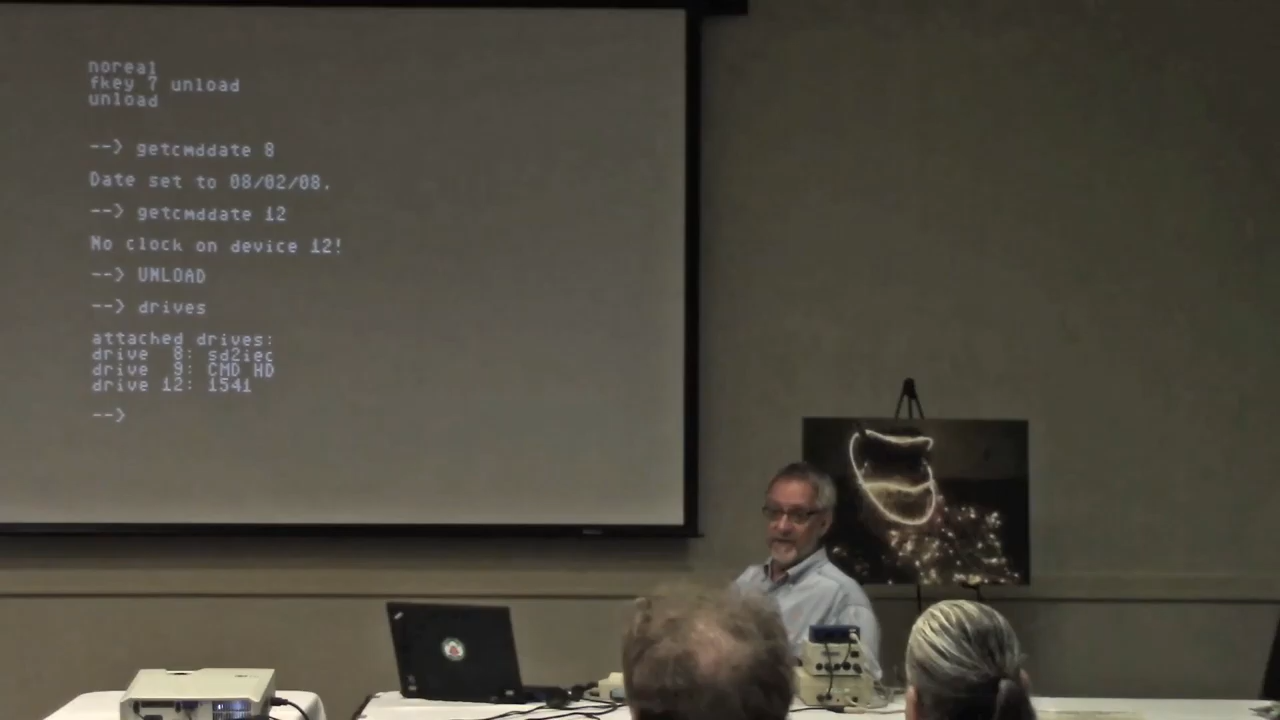 noreal
fkey 7 unload
unload
--> getcmddate 8
Date set to 08/02/08.
--> getcmddate 12
No clock on device 12!
--> UNLOAD
--> drives
attached drives:
drive  8: sd2iec
drive  9: CMD HD
drive 12: 1541
-->